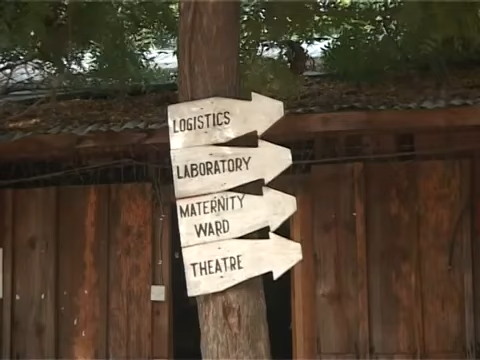 LOGISTICS
LABORATORY
MATERNITY
WARD
THEATRE